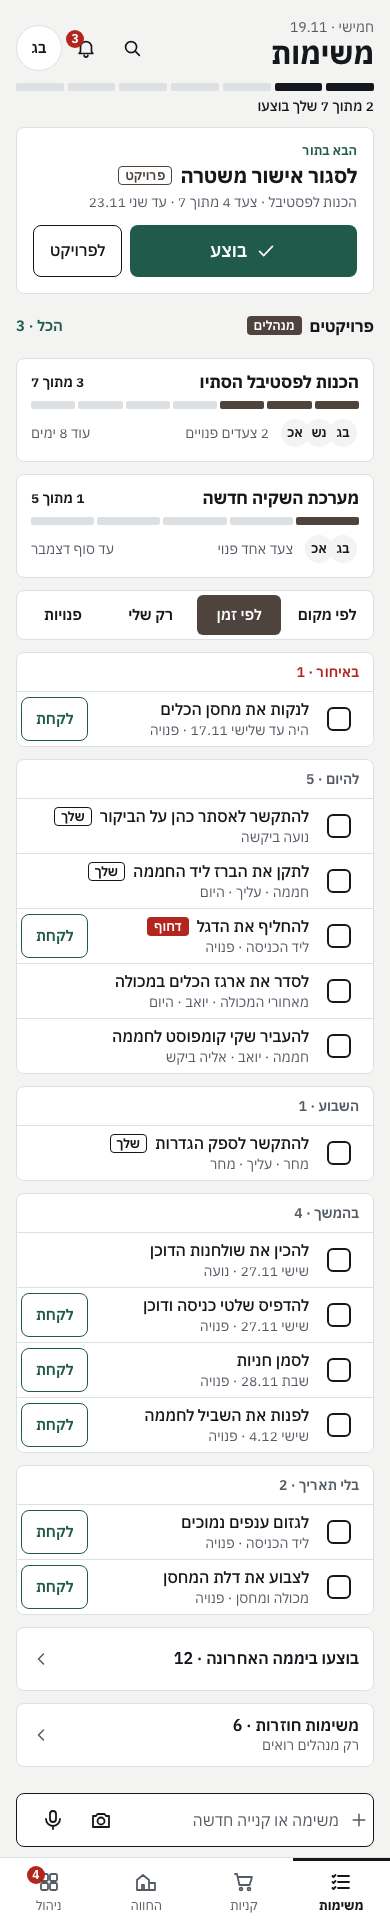 חמישי · 19.11
משימות
3
בג
2 מתוך 7 שלך בוצעו
הבא בתור
לסגור אישור משטרה פרויקט
הכנות לפסטיבל · צעד 4 מתוך 7 · עד שני 23.11
בוצע
לפרויקט
פרויקטים מנהלים
הכל · 3
הכנות לפסטיבל הסתיו
3 מתוך 7
בג נש אכ 2 צעדים פנויים
עוד 8 ימים
מערכת השקיה חדשה
1 מתוך 5
בג אכ צעד אחד פנוי
עד סוף דצמבר
לפי מקום לפי זמן רק שלי פנויות
באיחור · 1
לנקות את מחסן הכלים
היה עד שלישי 17.11 · פנויה
לקחת
להיום · 5
להתקשר לאסתר כהן על הביקור שלך
נועה ביקשה
לתקן את הברז ליד החממה שלך
חממה · עליך · היום
להחליף את הדגל דחוף
ליד הכניסה · פנויה
לקחת
לסדר את ארגז הכלים במכולה
מאחורי המכולה · יואב · היום
להעביר שקי קומפוסט לחממה
חממה · יואב · אליה ביקש
השבוע · 1
להתקשר לספק הגדרות שלך
מחר · עליך · מחר
בהמשך · 4
להכין את שולחנות הדוכן
שישי 27.11 · נועה
להדפיס שלטי כניסה ודוכן
שישי 27.11 · פנויה
לקחת
לסמן חניות
שבת 28.11 · פנויה
לקחת
לפנות את השביל לחממה
שישי 4.12 · פנויה
לקחת
בלי תאריך · 2
לגזום ענפים נמוכים
ליד הכניסה · פנויה
לקחת
לצבוע את דלת המחסן
מכולה ומחסן · פנויה
לקחת
בוצעו ביממה האחרונה · 12
משימות חוזרות · 6
רק מנהלים רואים
משימה או קנייה חדשה
משימות
קניות
החווה
4
ניהול